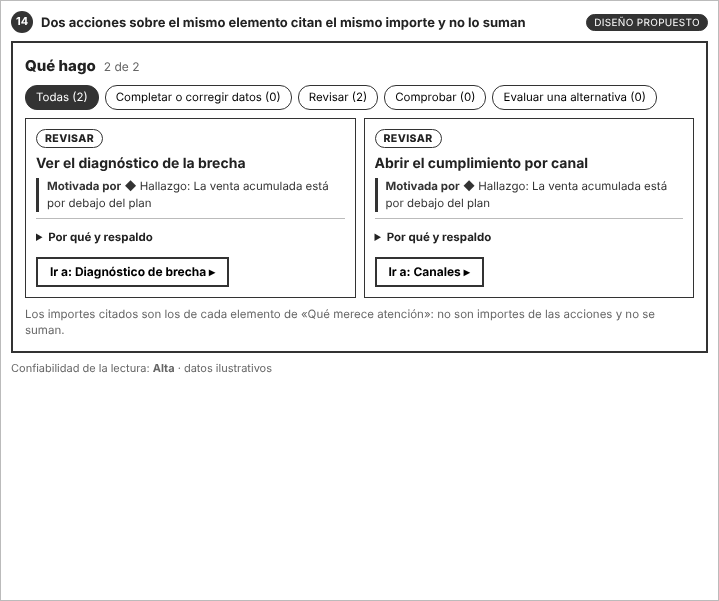 14 Dos acciones sobre el mismo elemento citan el mismo importe y no lo suman
DISEÑO PROPUESTO
Qué hago 2 de 2
Todas (2) Completar o corregir datos (0) Revisar (2) Comprobar (0) Evaluar una alternativa (0)
REVISAR
Ver el diagnóstico de la brecha
Motivada por ◆ Hallazgo: La venta acumulada está
por debajo del plan
▶ Por qué y respaldo
Ir a: Diagnóstico de brecha ▸
REVISAR
Abrir el cumplimiento por canal
Motivada por ◆ Hallazgo: La venta acumulada está
por debajo del plan
▶ Por qué y respaldo
Ir a: Canales ▸
Los importes citados son los de cada elemento de «Qué merece atención»: no son importes de las acciones y no se
suman.
Confiabilidad de la lectura: Alta · datos ilustrativos